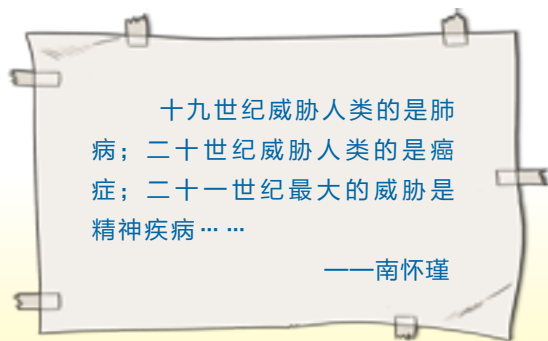 十九世纪威胁人类的是肺
病；二十世纪威胁人类的是癌
症；二十一世纪最大的威胁是
精神疾病… …
——南怀瑾